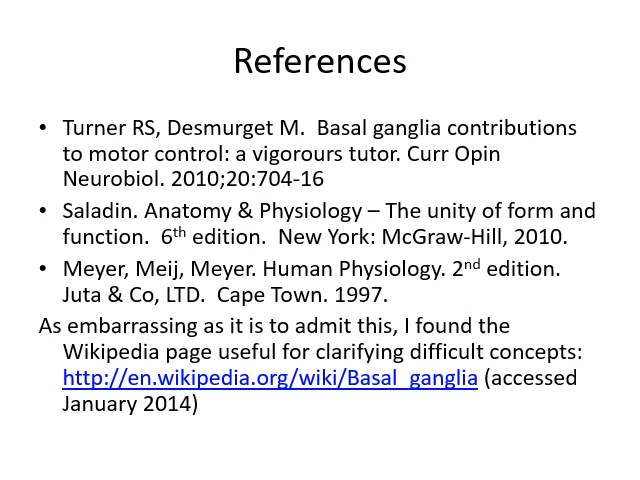 References
• Turner RS, Desmurget M.  Basal ganglia contributions
to motor control: a vigorours tutor. Curr Opin
Neurobiol. 2010;20:704-16
• Saladin. Anatomy & Physiology – The unity of form and
function.  6th edition.  New York: McGraw-Hill, 2010.
• Meyer, Meij, Meyer. Human Physiology. 2nd edition.
Juta & Co, LTD.  Cape Town. 1997.
As embarrassing as it is to admit this, I found the
Wikipedia page useful for clarifying difficult concepts:
http://en.wikipedia.org/wiki/Basal_ganglia (accessed
January 2014)